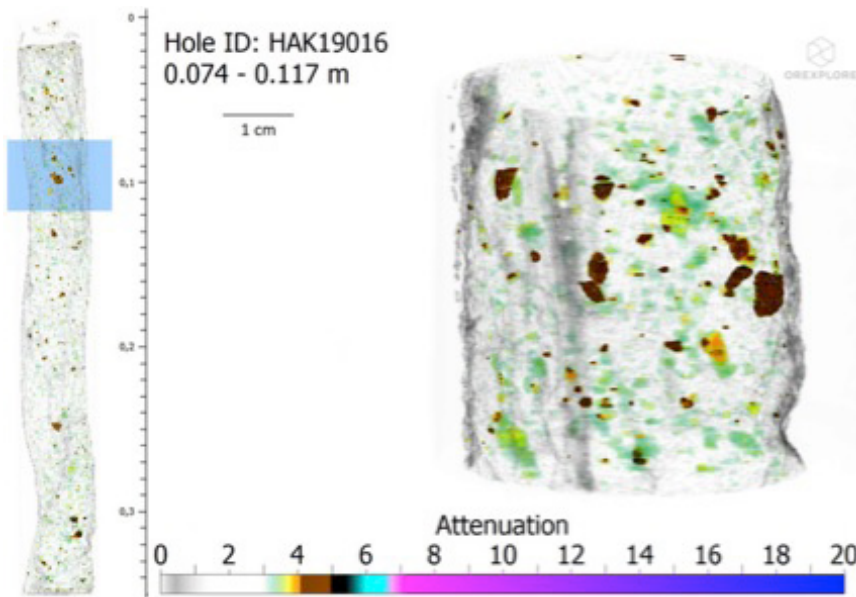 0
Hole ID: HAK19016
0.074 - 0.117 m
1 cm
OREXPLORE
0,1
0,2
0,3
Attenuation
0 2 4 6 8 10 12 14 16 18 20